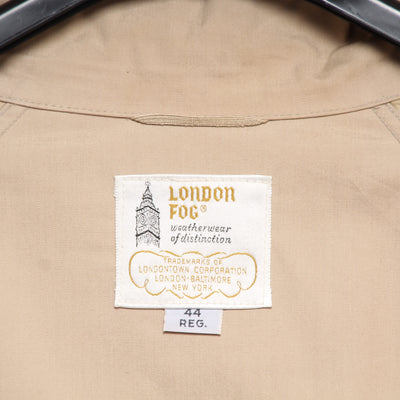 LONDON
FOG®
weatherwear
of distinction
TRADEMARKS OF
LONDONTOWN CORPORATION
LONDON-BALTIMORE
NEW YORK
44
REG.